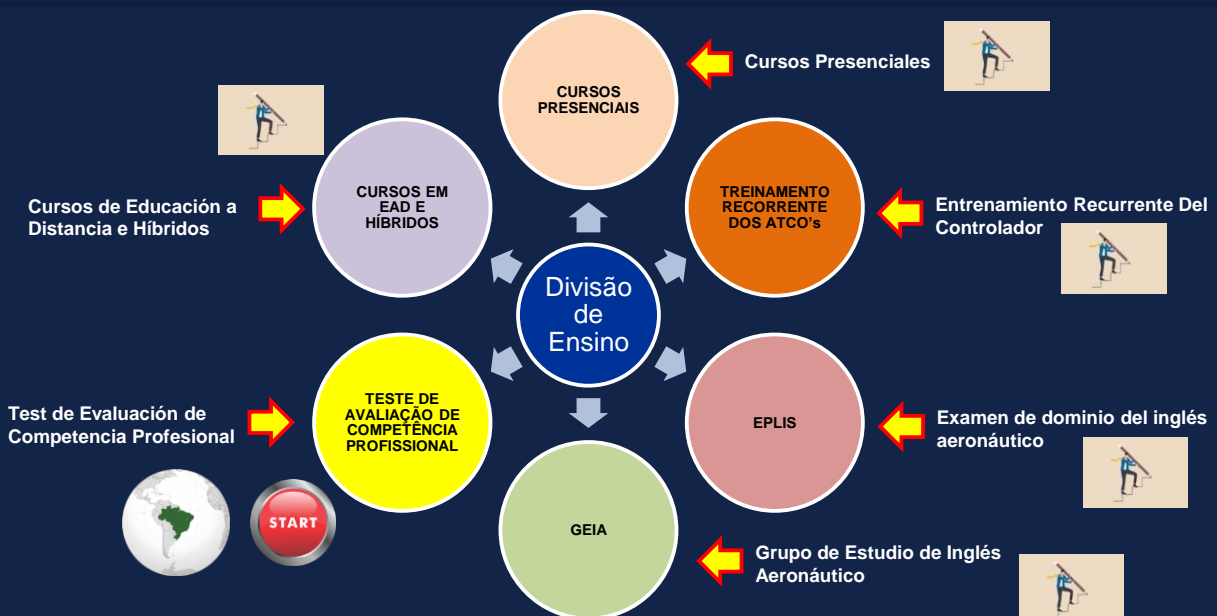 CURSOS
PRESENCIAIS
Cursos Presenciales
CURSOS EM
EAD E
HÍBRIDOS
Cursos de Educación a
Distancia e Híbridos
TREINAMENTO
RECORRENTE
DOS ATCO's
Entrenamiento Recurrente Del
Controlador
Divisão
de
Ensino
TESTE DE
AVALIAÇÃO DE
COMPETÊNCIA
PROFISSIONAL
Test de Evaluación de
Competencia Profesional
START
EPLIS
Examen de dominio del inglés
aeronáutico
GEIA
Grupo de Estudio de Inglés
Aeronáutico